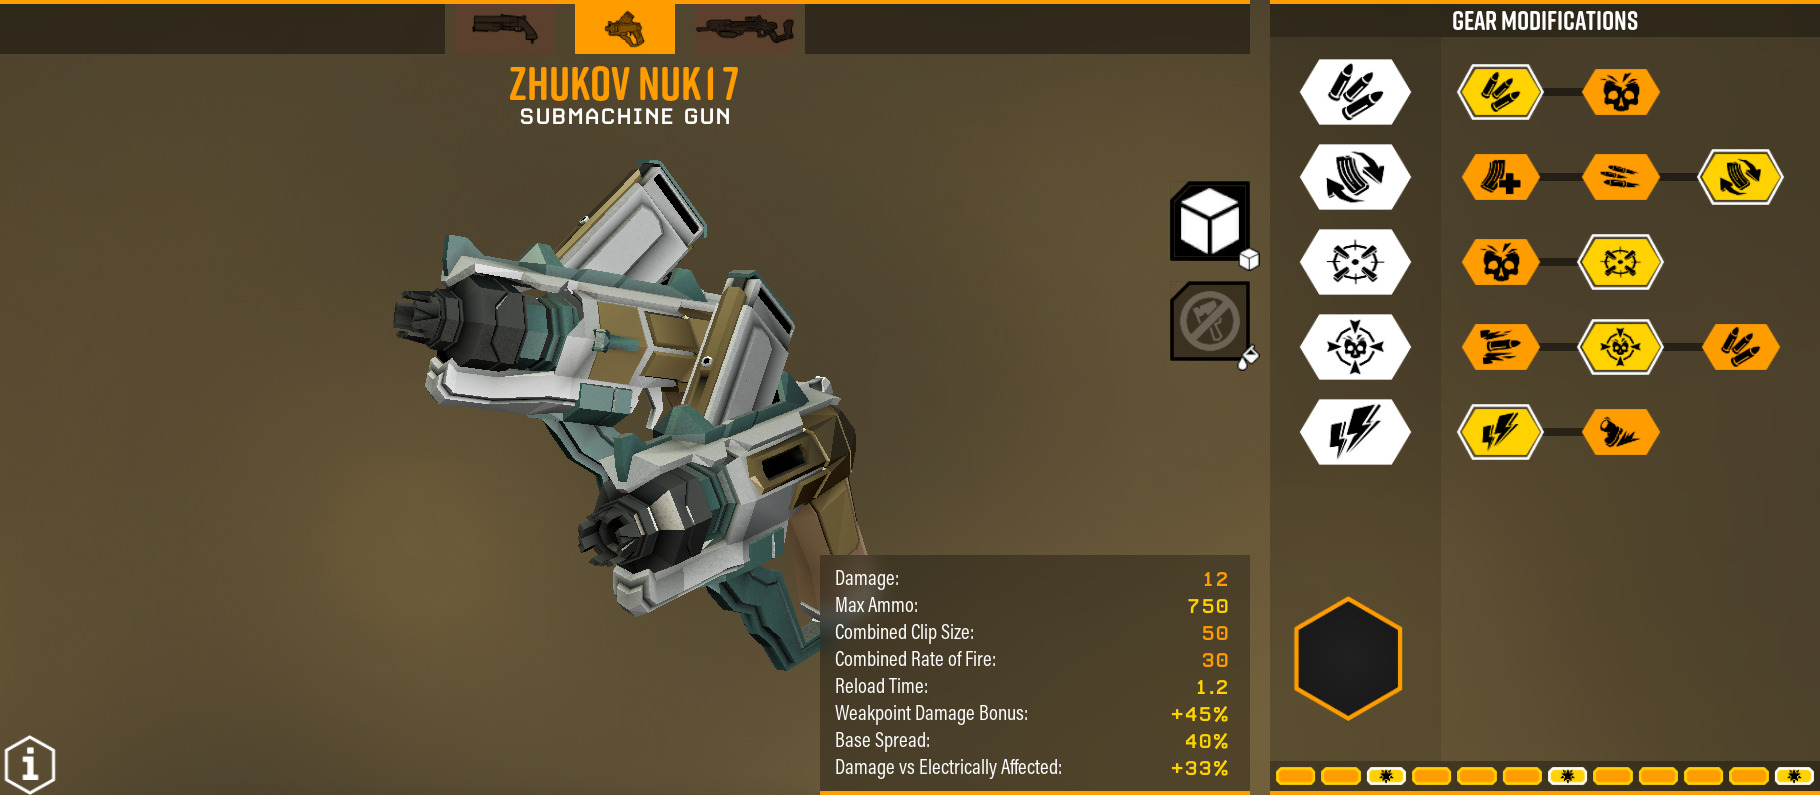 GEAR MODIFICATIONS
ZHUKOV NUK17
SUBMACHINE GUN
Damage: 12
Max Ammo: 750
Combined Clip Size: 50
Combined Rate of Fire: 30
Reload Time: 1.2
Weakpoint Damage Bonus: +45%
Base Spread: 40%
Damage vs Electrically Affected: +33%